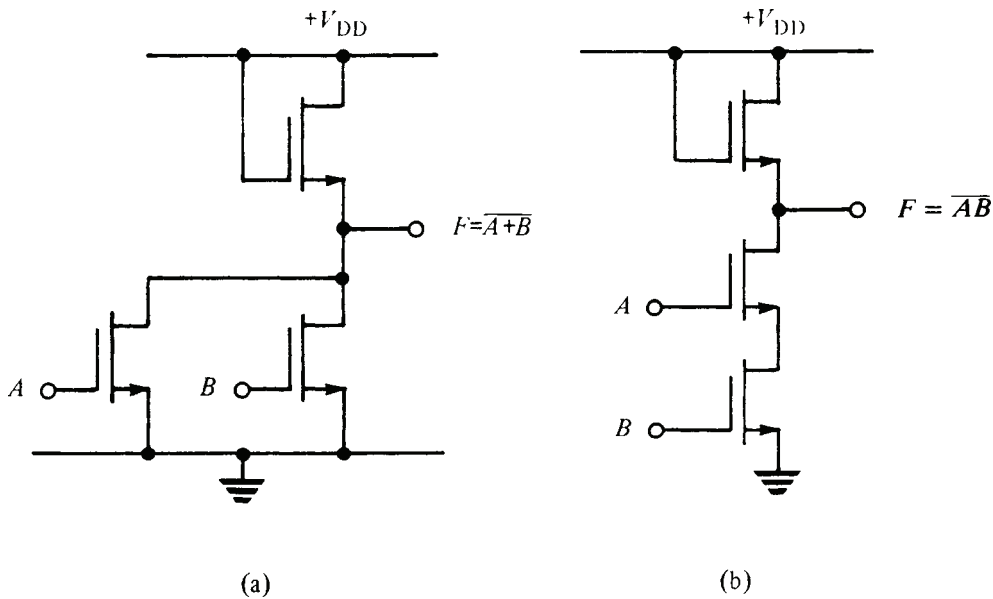 +V_DD
+V_DD
F=\overline{A+B}
F = \overline{AB}
A
B
A
B
(a)
(b)